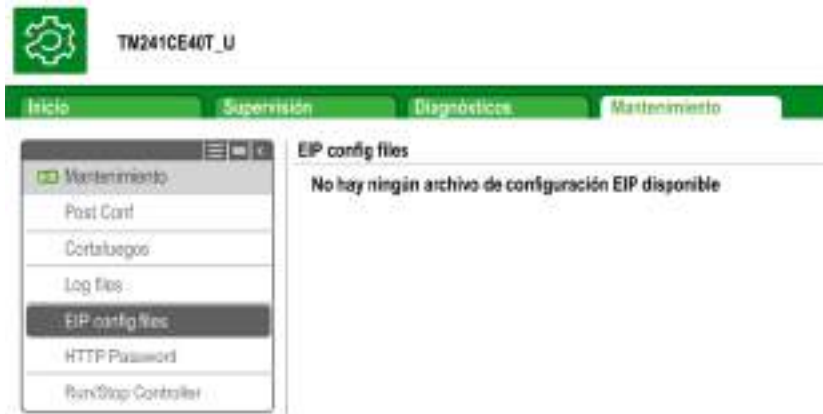 TM241CE40T_U
Inicio
Supervisión
Diagnósticos
Mantenimiento
Mantenimiento
Post Conf
Cortafuegos
Log files
EIP config files
HTTP Password
Run/Stop Controller
EIP config files
No hay ningún archivo de configuración EIP disponible